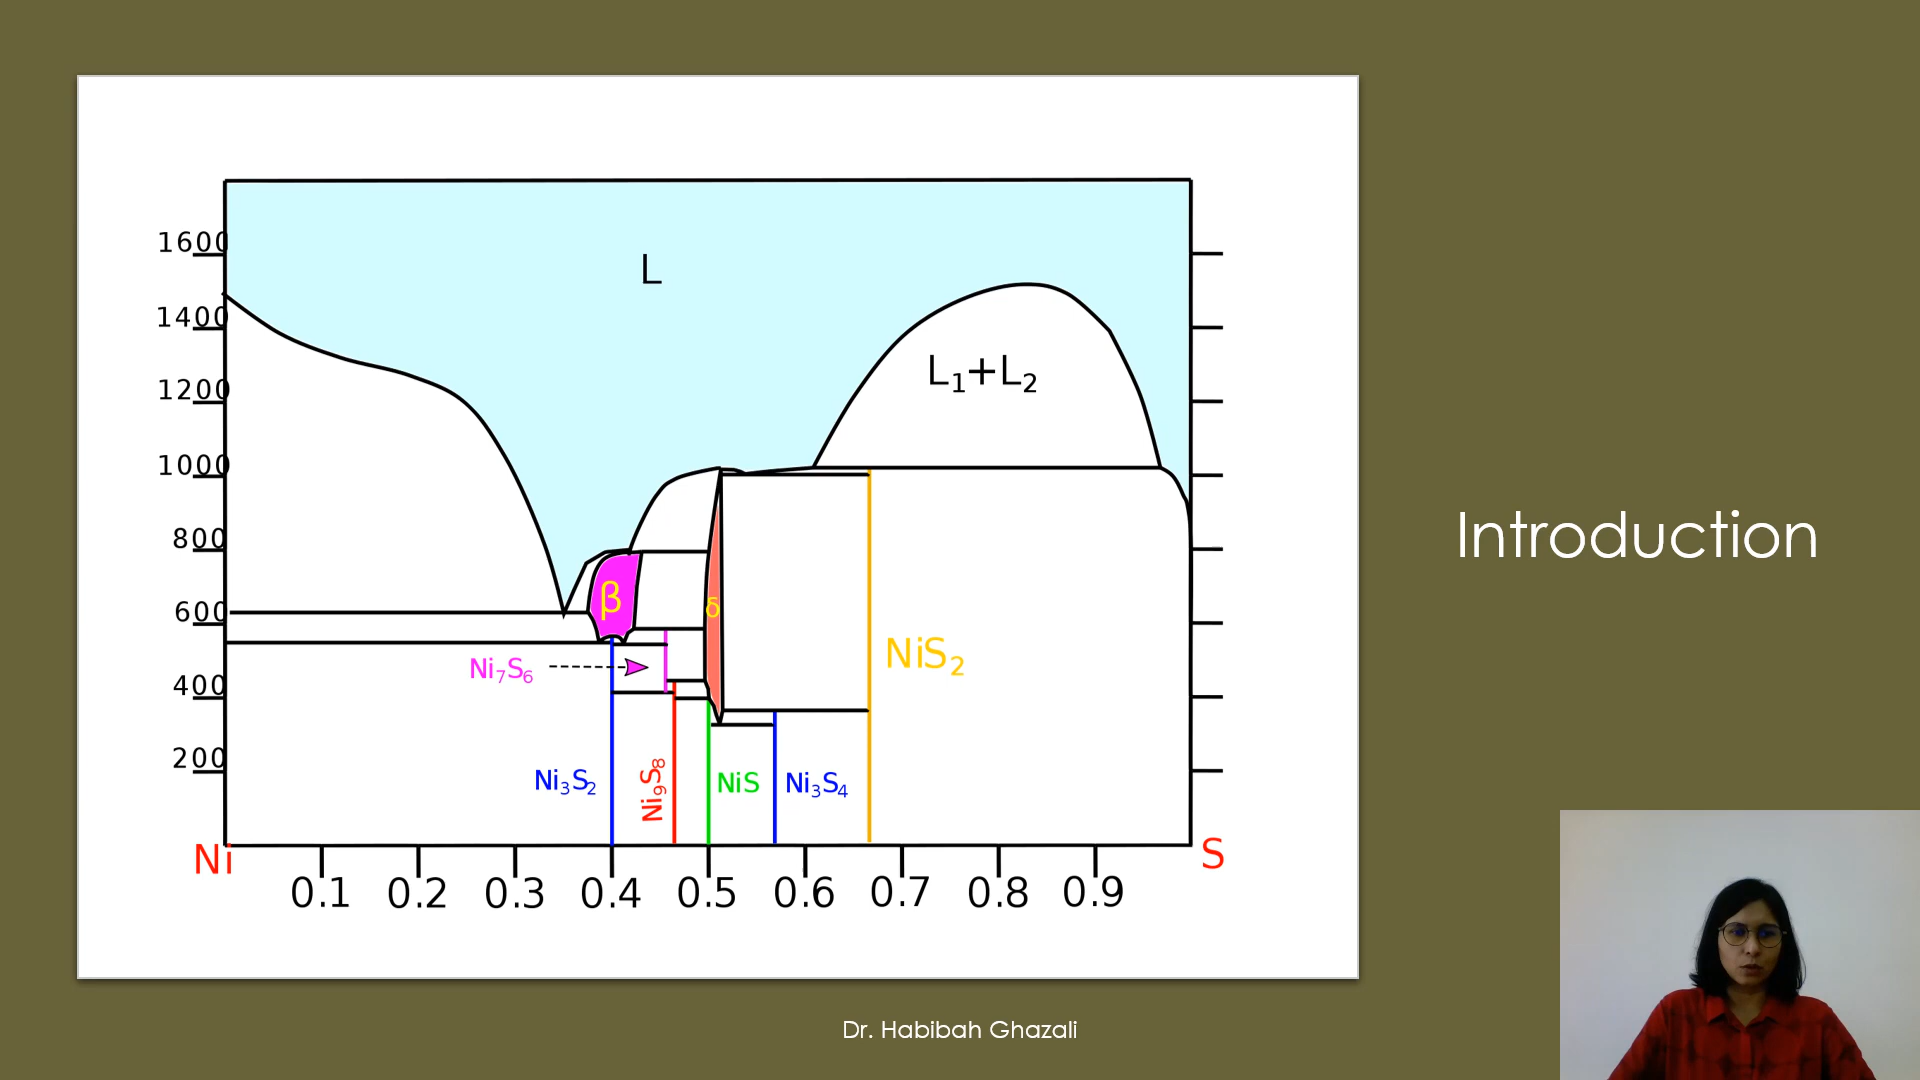 1600
1400
1200
1000
800
600
400
200
L
L₁+L₂
β
δ
Ni₇S₆
NiS₂
Ni₃S₂
Ni₉S₈
NiS
Ni₃S₄
Ni
S
0.1 0.2 0.3 0.4 0.5 0.6 0.7 0.8 0.9
Introduction
Dr. Habibah Ghazali